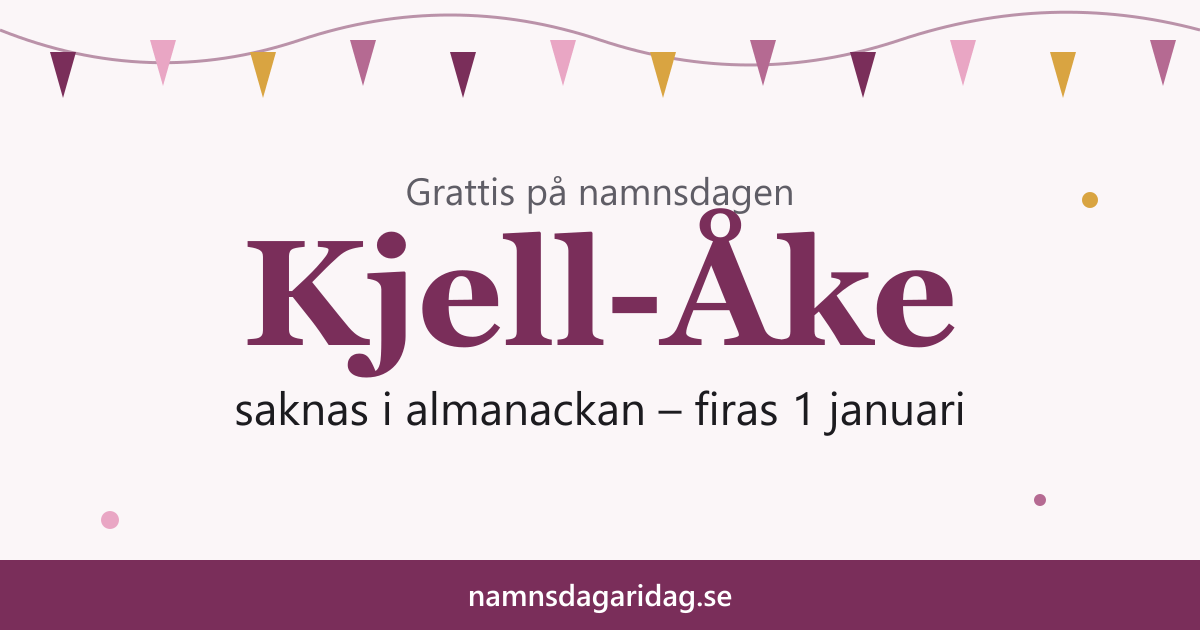 Grattis på namnsdagen
Kjell-Åke
saknas i almanackan – firas 1 januari
namnsdagaridag.se